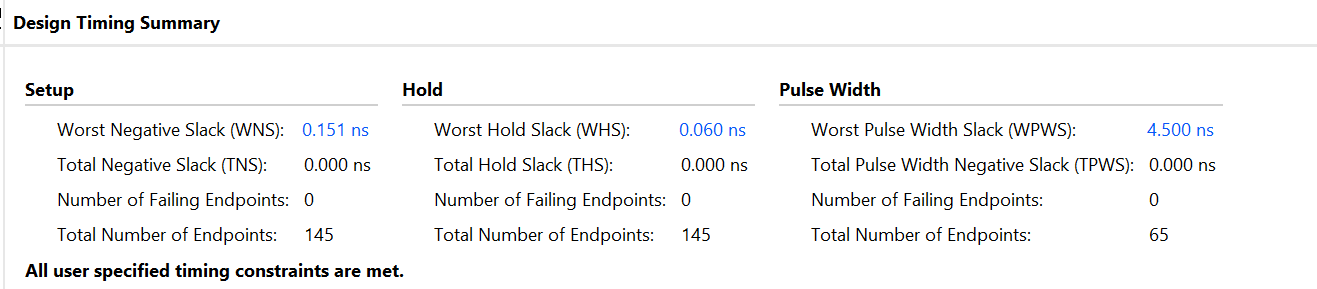 Design Timing Summary
Setup
Hold
Pulse Width
Worst Negative Slack (WNS): 0.151 ns
Worst Hold Slack (WHS): 0.060 ns
Worst Pulse Width Slack (WPWS): 4.500 ns
Total Negative Slack (TNS): 0.000 ns
Total Hold Slack (THS): 0.000 ns
Total Pulse Width Negative Slack (TPWS): 0.000 ns
Number of Failing Endpoints: 0
Number of Failing Endpoints: 0
Number of Failing Endpoints: 0
Total Number of Endpoints: 145
Total Number of Endpoints: 145
Total Number of Endpoints: 65
All user specified timing constraints are met.